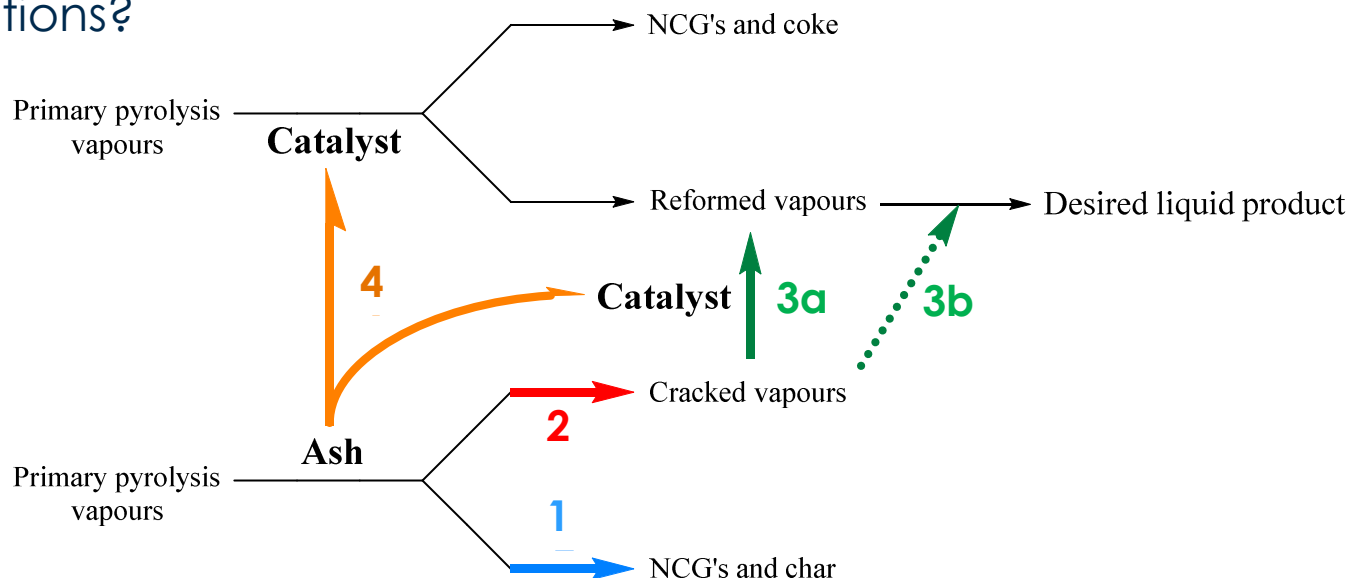 tions?
NCG's and coke
Primary pyrolysis
vapours
Catalyst
Reformed vapours
Desired liquid product
4
Catalyst
3a
3b
Cracked vapours
2
Ash
Primary pyrolysis
vapours
1
NCG's and char